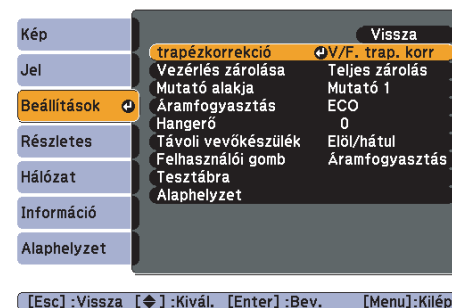 Kép
Jel
Beállítások
Részletes
Hálózat
Információ
Alaphelyzet
Vissza
trapézkorrekció V/F. trap. korr
Vezérlés zárolása Teljes zárolás
Mutató alakja Mutató 1
Áramfogyasztás ECO
Hangerő 0
Távoli vevőkészülék Elöl/hátul
Felhasználói gomb Áramfogyasztás
Tesztábra
Alaphelyzet
[Esc] :Vissza [◆] :Kivál. [Enter] :Bev. [Menu]:Kilép